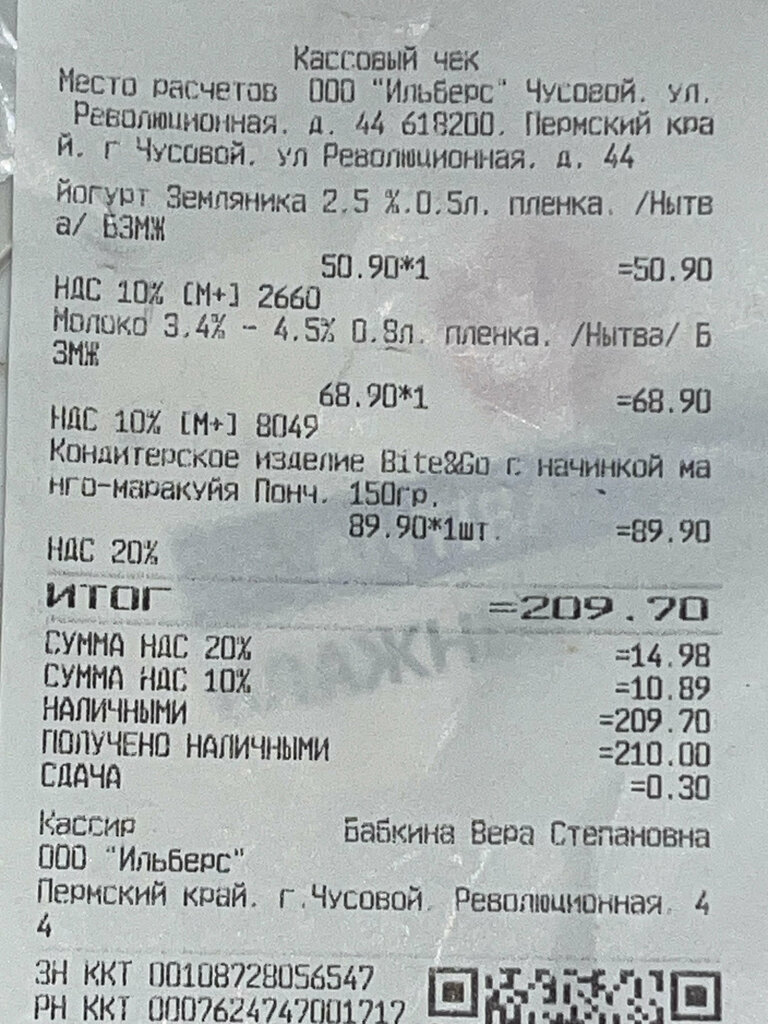 Кассовый чек
Место расчетов ООО "Ильберс" Чусовой, ул.
Революционная, д. 44 618200, Пермский кра
й, г Чусовой, ул Революционная, д. 44
йогурт Земляника 2,5 %,0,5л. пленка, /Нытв
а/ БЗМЖ
50.90*1 =50.90
НДС 10% [М+] 2660
Молоко 3,4% - 4,5% 0,8л. пленка, /Нытва/ Б
ЗМЖ
68.90*1 =68.90
НДС 10% [М+] 8049
Кондитерское изделие Bite&Go с начинкой ма
нго-маракуйя Понч. 150гр,
89.90*1шт. =89.90
НДС 20%
ИТОГ =209.70
СУММА НДС 20% =14.98
СУММА НДС 10% =10.89
НАЛИЧНЫМИ =209.70
ПОЛУЧЕНО НАЛИЧНЫМИ =210.00
СДАЧА =0.30
Кассир Бабкина Вера Степановна
ООО "Ильберс"
Пермский край, г.Чусовой, Революционная, 4
4
ЗН ККТ 00108728056547
РН ККТ 0007624747001717